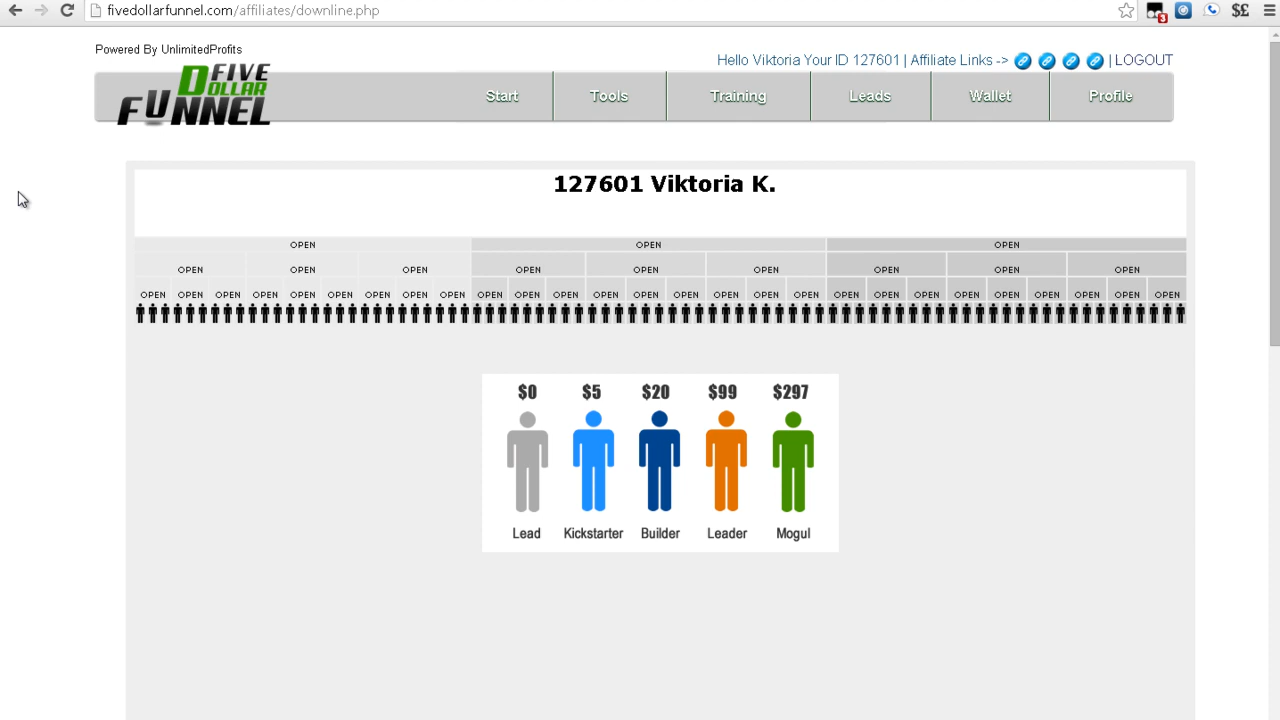 fivedollarfunnel.com/affiliates/downline.php
3
$£
Powered By UnlimitedProfits
Hello Viktoria Your ID 127601 | Affiliate Links -> | LOGOUT
FIVE
DOLLAR
FUNNEL
Start Tools Training Leads Wallet Profile
127601 Viktoria K.
OPEN OPEN OPEN
OPEN OPEN OPEN OPEN OPEN OPEN OPEN OPEN OPEN
OPEN OPEN OPEN OPEN OPEN OPEN OPEN OPEN OPEN OPEN OPEN OPEN OPEN OPEN OPEN OPEN OPEN OPEN OPEN OPEN OPEN OPEN OPEN OPEN OPEN OPEN OPEN
$0 $5 $20 $99 $297
Lead Kickstarter Builder Leader Mogul